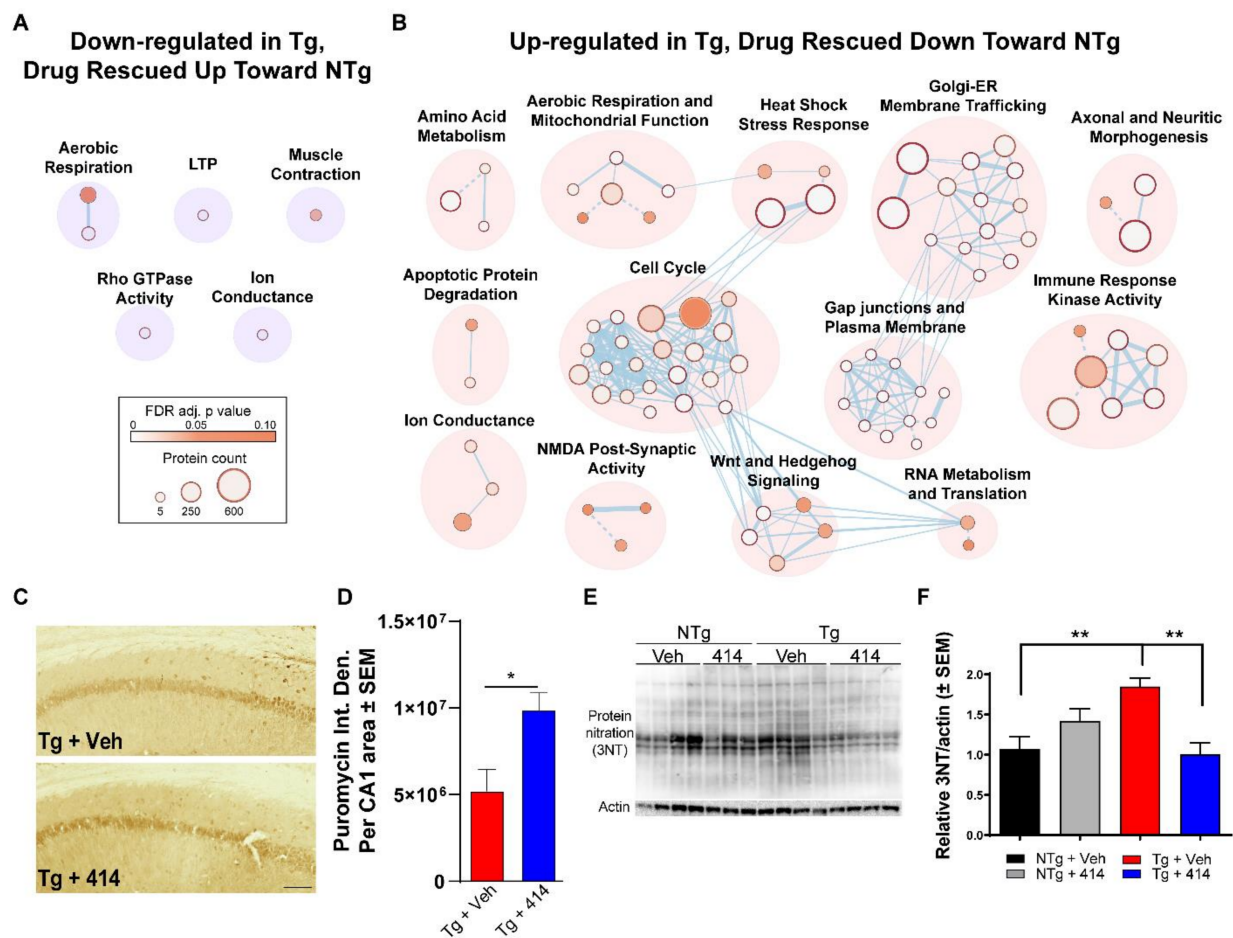 A
Down-regulated in Tg,
Drug Rescued Up Toward NTg
Aerobic
Respiration
LTP
Muscle
Contraction
Rho GTPase
Activity
Ion
Conductance
FDR adj. p value
0 0.05 0.10
Protein count
5 250 600
B
Up-regulated in Tg, Drug Rescued Down Toward NTg
Amino Acid
Metabolism
Aerobic Respiration and
Mitochondrial Function
Heat Shock
Stress Response
Golgi-ER
Membrane Trafficking
Axonal and Neuritic
Morphogenesis
Apoptotic Protein
Degradation
Cell Cycle
Gap junctions and
Plasma Membrane
Immune Response
Kinase Activity
Ion Conductance
NMDA Post-Synaptic
Activity
Wnt and Hedgehog
Signaling
RNA Metabolism
and Translation
C
Tg + Veh
Tg + 414
D
Puromycin Int. Den.
Per CA1 area ± SEM
1.5×10⁷
1×10⁷
5×10⁶
0
*
Tg + Veh
Tg + 414
E
NTg Tg
Veh 414 Veh 414
Protein
nitration
(3NT)
Actin
F
Relative 3NT/actin (± SEM)
2.0
1.5
1.0
0.5
0.0
** **
NTg + Veh Tg + Veh
NTg + 414 Tg + 414